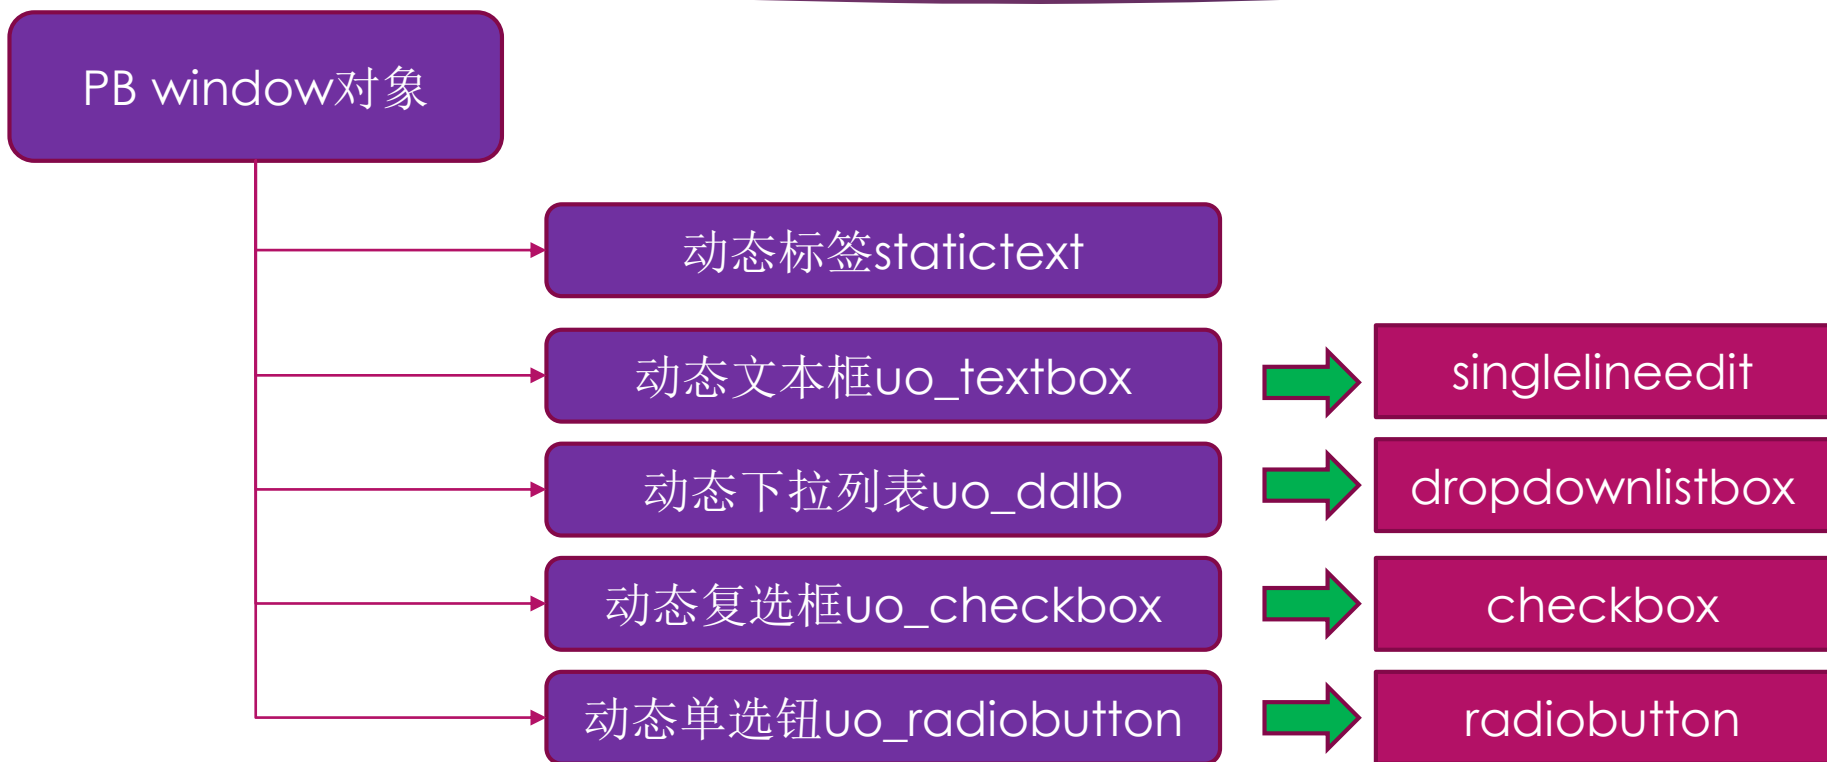 PB window对象
动态标签statictext
动态文本框uo_textbox
singlelineedit
动态下拉列表uo_ddlb
dropdownlistbox
动态复选框uo_checkbox
checkbox
动态单选钮uo_radiobutton
radiobutton